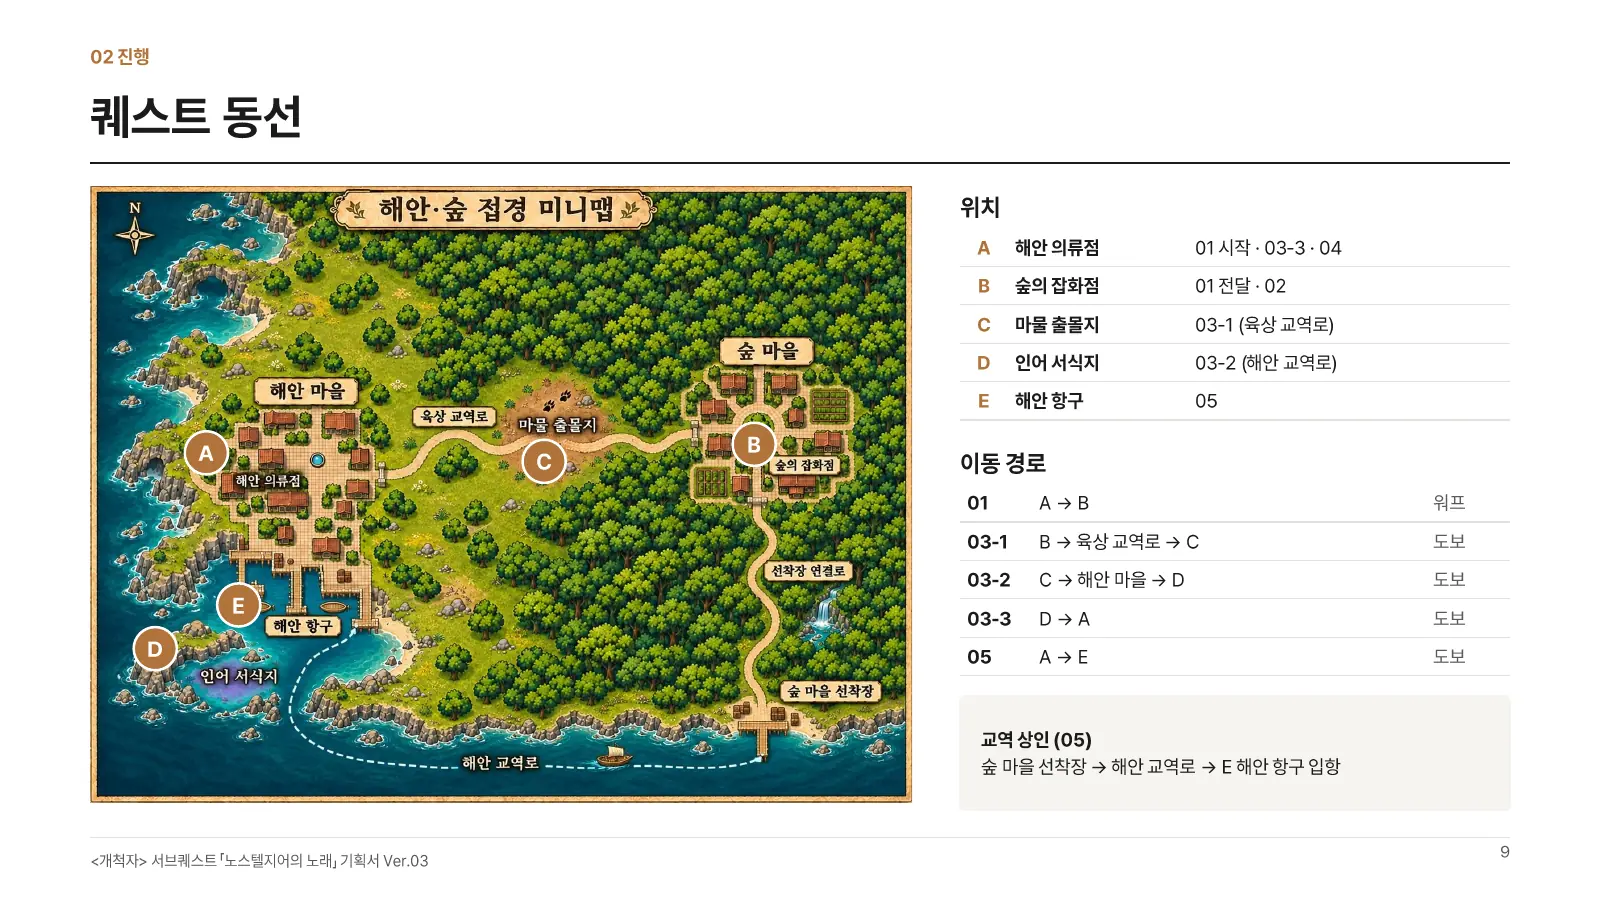 02 진행
퀘스트 동선
N
해안·숲 접경 미니맵
숲 마을
해안 마을
육상 교역로
마물 출몰지
A
B
C
숲의 잡화점
해안 의류점
선착장 연결로
E
해안 항구
D
인어 서식지
숲 마을 선착장
해안 교역로
위치
A 해안 의류점 01 시작 · 03-3 · 04
B 숲의 잡화점 01 전달 · 02
C 마물 출몰지 03-1 (육상 교역로)
D 인어 서식지 03-2 (해안 교역로)
E 해안 항구 05
이동 경로
01 A → B 워프
03-1 B → 육상 교역로 → C 도보
03-2 C → 해안 마을 → D 도보
03-3 D → A 도보
05 A → E 도보
교역 상인 (05)
숲 마을 선착장 → 해안 교역로 → E 해안 항구 입항
<개척자> 서브퀘스트 「노스텔지어의 노래」 기획서 Ver.03
9